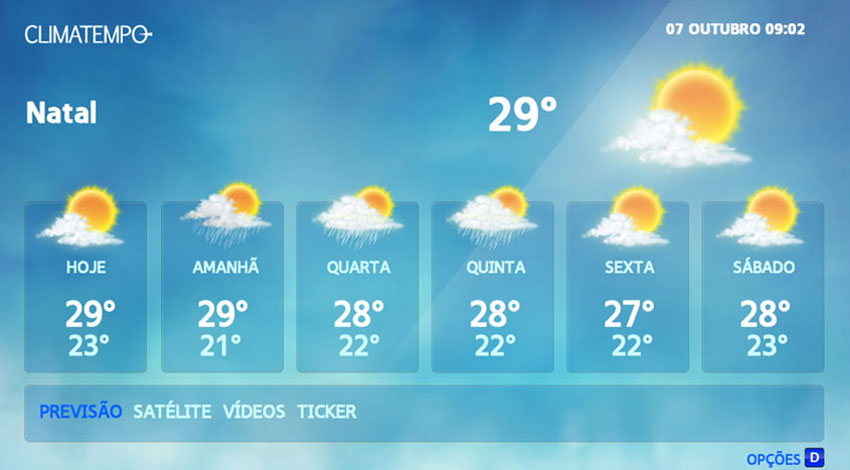 CLIMATEMPO
07 OUTUBRO 09:02
Natal
29°
HOJE
29°
23°
AMANHÃ
29°
21°
QUARTA
28°
22°
QUINTA
28°
22°
SEXTA
27°
22°
SÁBADO
28°
23°
PREVISÃO SATÉLITE VÍDEOS TICKER
OPÇÕES D